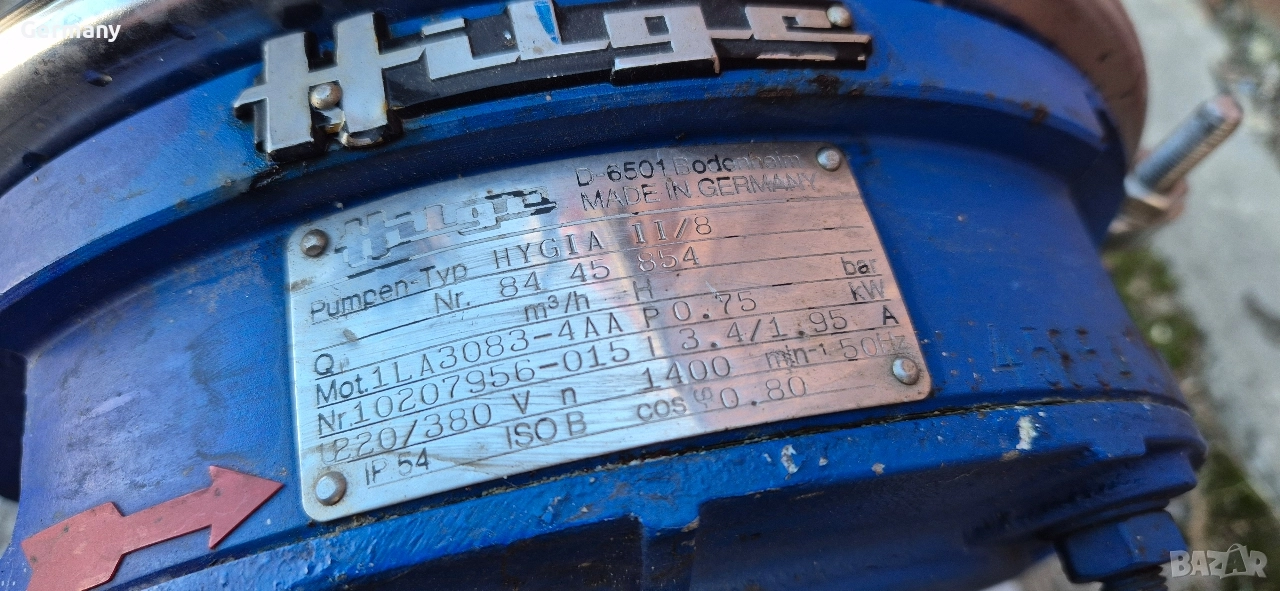 Germany
Hilge
D-6501 Bodenheim
MADE IN GERMANY
Hilge
Pumpen-Typ HYGIA II/8
Nr. 84 45 854
Q m³/h H bar
Mot. 1LA3083-4AA P 0.75 kW
Nr. 10207956-015 I 3.4/1.95 A
220/380 V n 1400 min-¹ 50Hz
IP 54 ISO B cos φ 0.80
BAZAR